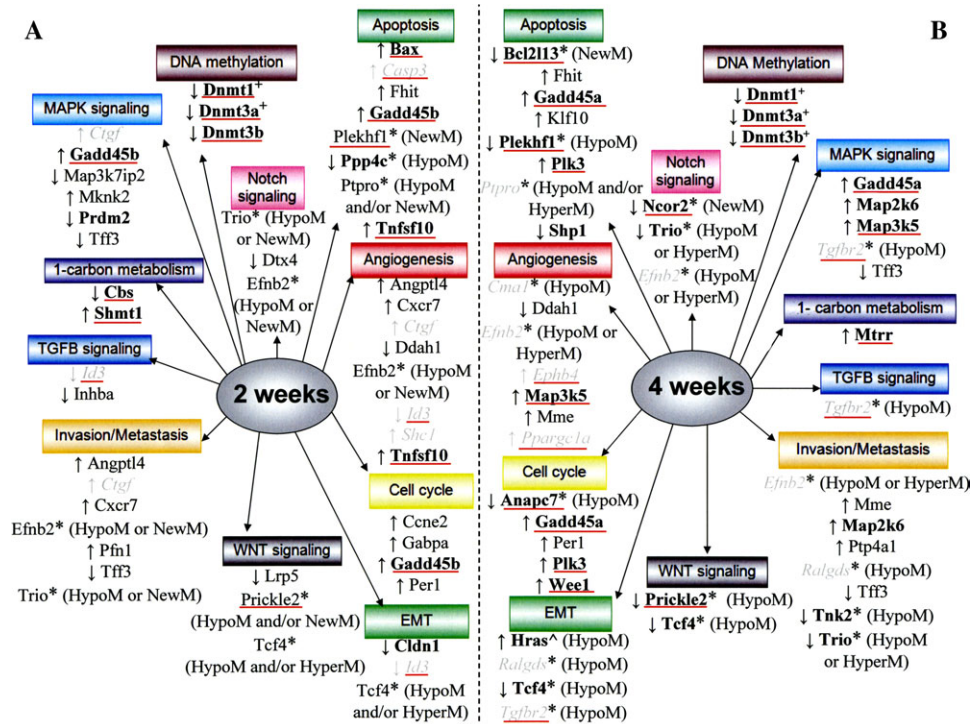 A
DNA methylation
↓ Dnmt1+
↓ Dnmt3a+
↓ Dnmt3b
MAPK signaling
↑ Ctgf
↑ Gadd45b
↓ Map3k7ip2
↑ Mknk2
↓ Prdm2
↓ Tff3
Notch
signaling
Trio* (HypoM
or NewM)
↓ Dtx4
Efnb2*
(HypoM or
NewM)
Apoptosis
↑ Bax
↑ Casp3
↑ Fhit
↑ Gadd45b
Plekhf1* (NewM)
↓ Ppp4c* (HypoM)
Ptpro* (HypoM
and/or NewM)
↑ Tnfsf10
1-carbon metabolism
↓ Cbs
↑ Shmt1
TGFB signaling
↓ Id3
↓ Inhba
2 weeks
Angiogenesis
↑ Angptl4
↑ Cxcr7
↑ Ctgf
↓ Ddah1
Efnb2* (HypoM
or NewM)
↓ Id3
↑ Shc1
↑ Tnfsf10
Invasion/Metastasis
↑ Angptl4
↑ Ctgf
↑ Cxcr7
Efnb2* (HypoM or NewM)
↑ Pfn1
↓ Tff3
Trio* (HypoM or NewM)
WNT signaling
↓ Lrp5
Prickle2*
(HypoM and/or NewM)
Tcf4*
(HypoM and/or HyperM)
Cell cycle
↑ Ccne2
↑ Gabpa
↑ Gadd45b
↑ Per1
EMT
↓ Cldn1
↓ Id3
Tcf4* (HypoM
and/or HyperM)
B
Apoptosis
↓ Bcl2l13* (NewM)
↑ Fhit
↑ Gadd45a
↑ Klf10
↓ Plekhf1* (HypoM)
↑ Plk3
Ptpro* (HypoM and/or
HyperM)
↓ Shp1
DNA Methylation
↓ Dnmt1+
↓ Dnmt3a+
↓ Dnmt3b+
Notch
signaling
↓ Ncor2* (NewM)
↓ Trio* (HypoM
or HyperM)
Efnb2* (HypoM
or HyperM)
MAPK signaling
↑ Gadd45a
↑ Map2k6
↑ Map3k5
Tgfbr2* (HypoM)
↓ Tff3
Angiogenesis
Cma1* (HypoM)
↓ Ddah1
Efnb2* (HypoM or
HyperM)
↑ Ephb4
↑ Map3k5
↑ Mme
↑ Ppargc1a
4 weeks
1- carbon metabolism
↑ Mtrr
TGFB signaling
Tgfbr2* (HypoM)
Cell cycle
↓ Anapc7* (HypoM)
↑ Gadd45a
↑ Per1
↑ Plk3
↑ Wee1
EMT
↑ Hras^ (HypoM)
Ralgds* (HypoM)
↓ Tcf4* (HypoM)
Tgfbr2* (HypoM)
WNT signaling
↓ Prickle2* (HypoM)
↓ Tcf4* (HypoM)
Invasion/Metastasis
Efnb2* (HypoM or HyperM)
↑ Mme
↑ Map2k6
↑ Ptp4a1
Ralgds* (HypoM)
↓ Tff3
↓ Tnk2* (HypoM)
↓ Trio* (HypoM
or HyperM)